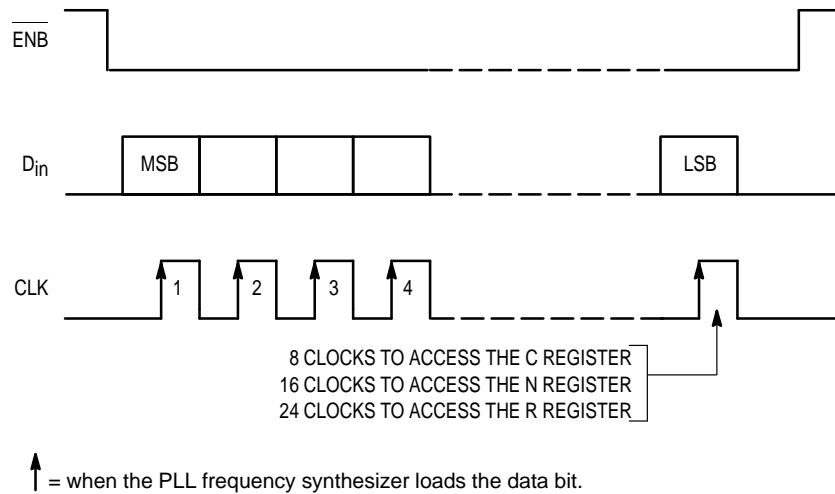 ENB
D_in MSB LSB
CLK 1 2 3 4
8 CLOCKS TO ACCESS THE C REGISTER
16 CLOCKS TO ACCESS THE N REGISTER
24 CLOCKS TO ACCESS THE R REGISTER
= when the PLL frequency synthesizer loads the data bit.